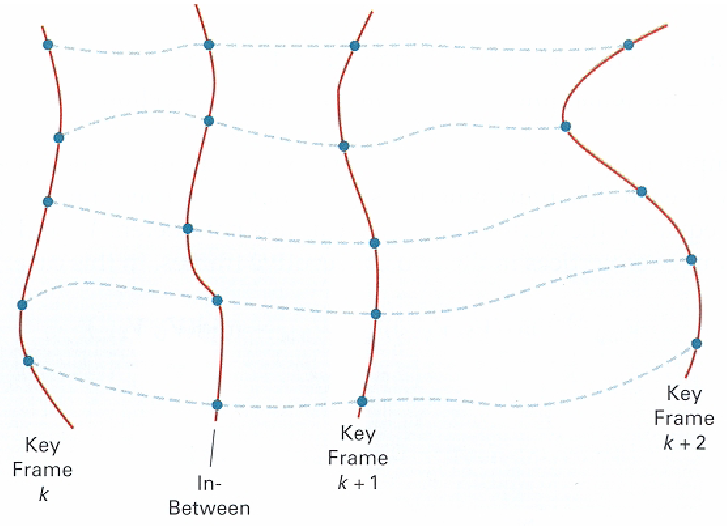 Key
Frame
k
In-
Between
Key
Frame
k + 1
Key
Frame
k + 2